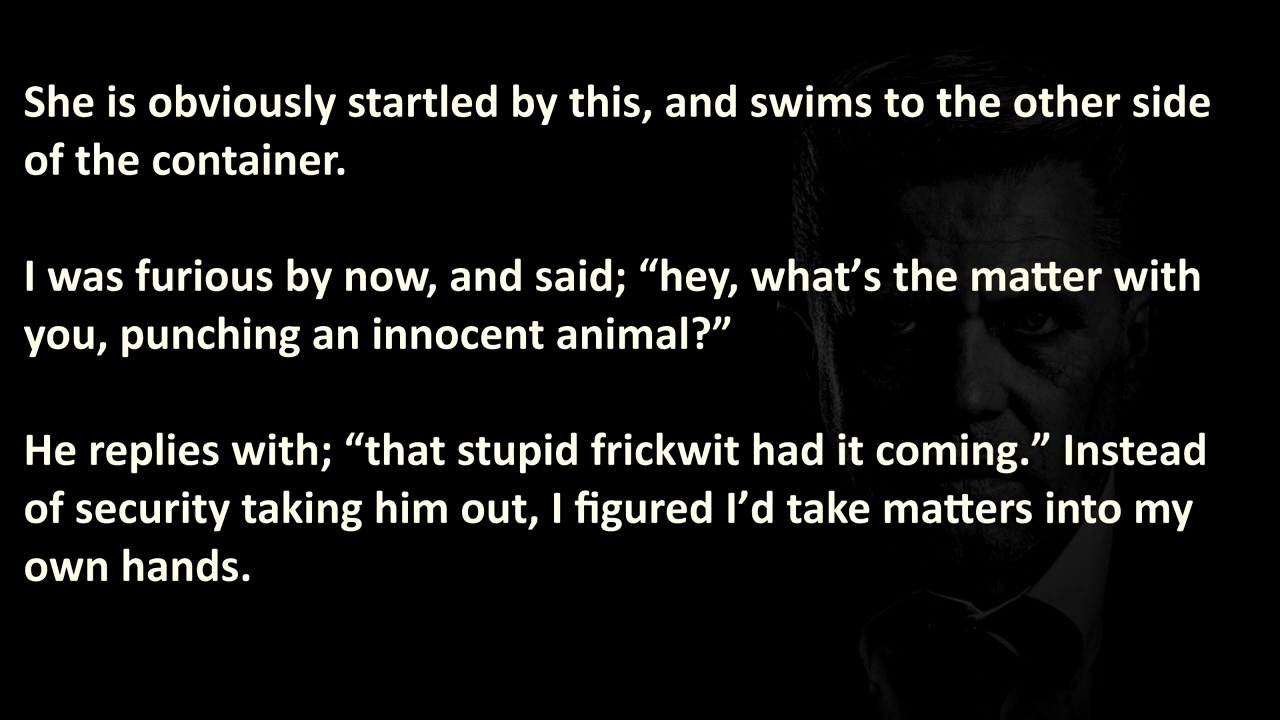 She is obviously startled by this, and swims to the other side
of the container.
I was furious by now, and said; “hey, what’s the matter with
you, punching an innocent animal?”
He replies with; “that stupid frickwit had it coming.” Instead
of security taking him out, I figured I’d take matters into my
own hands.